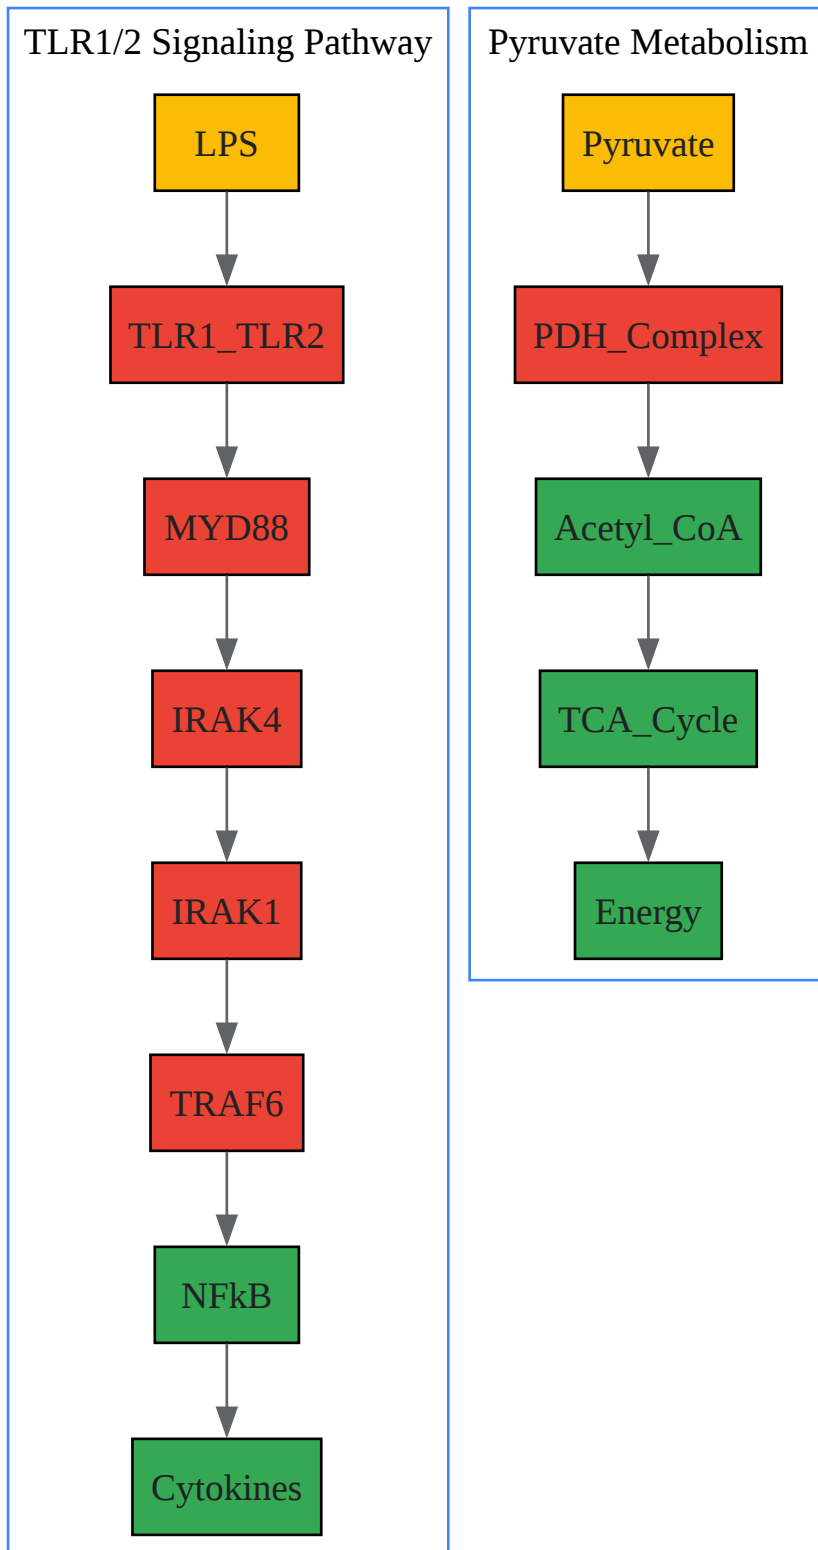 TLR1/2 Signaling Pathway
LPS
TLR1_TLR2
MYD88
IRAK4
IRAK1
TRAF6
NFkB
Cytokines
Pyruvate Metabolism
Pyruvate
PDH_Complex
Acetyl_CoA
TCA_Cycle
Energy